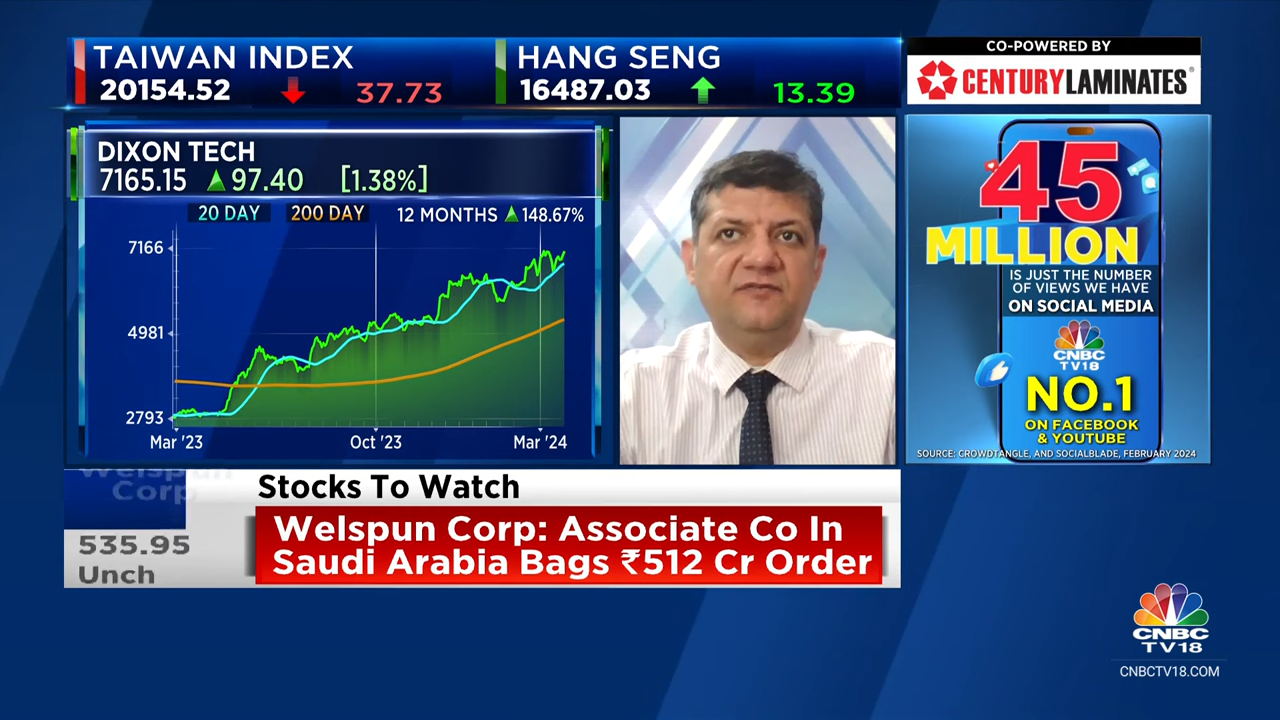 TAIWAN INDEX
20154.52 37.73
HANG SENG
16487.03 13.39
CO-POWERED BY
CENTURYLAMINATES®
DIXON TECH
7165.15 97.40 [1.38%]
20 DAY 200 DAY 12 MONTHS 148.67%
7166
4981
2793
Mar '23 Oct '23 Mar '24
45
MILLION
IS JUST THE NUMBER
OF VIEWS WE HAVE
ON SOCIAL MEDIA
CNBC
TV18
NO.1
ON FACEBOOK
& YOUTUBE
SOURCE: CROWDTANGLE, AND SOCIALBLADE, FEBRUARY 2024
Welspun
Corp
535.95
Unch
Stocks To Watch
Welspun Corp: Associate Co In
Saudi Arabia Bags ₹512 Cr Order
CNBC
TV18
CNBCTV18.COM